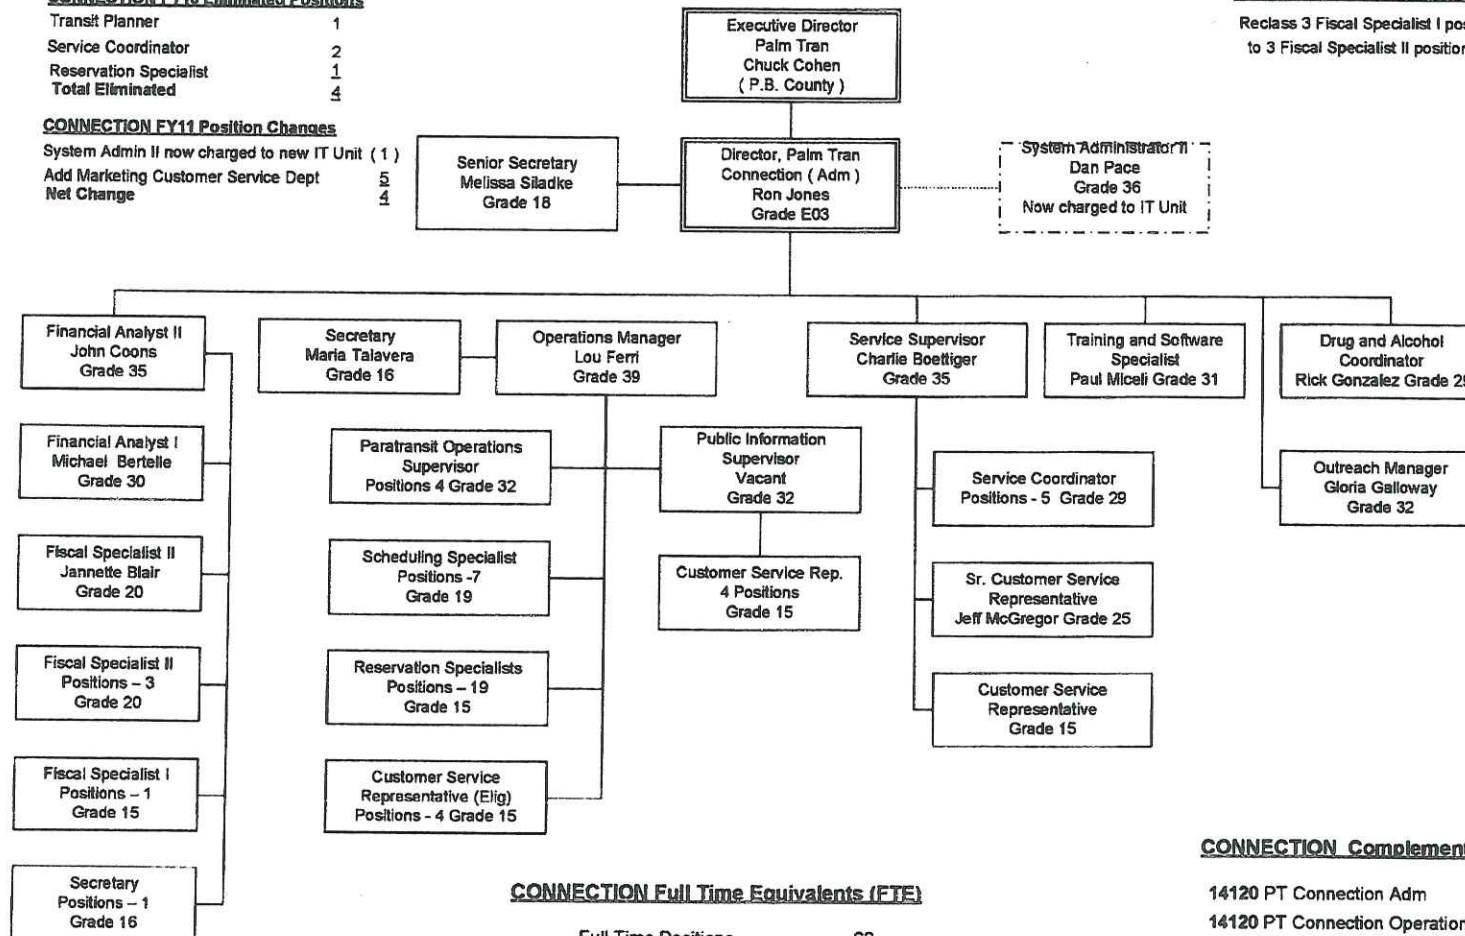 CONNECTION FY10 Eliminated Positions
Transit Planner 1
Service Coordinator 2
Reservation Specialist 1
Total Eliminated 4
CONNECTION FY11 Position Changes
System Admin II now charged to new IT Unit ( 1 )
Add Marketing Customer Service Dept 5
Net Change 4
Executive Director
Palm Tran
Chuck Cohen
( P.B. County )
Reclass 3 Fiscal Specialist I
to 3 Fiscal Specialist II
Senior Secretary
Melissa Siladke
Grade 18
Director, Palm Tran
Connection ( Adm )
Ron Jones
Grade E03
System Administrator II
Dan Pace
Grade 36
Now charged to IT Unit
Financial Analyst II
John Coons
Grade 35
Secretary
Maria Talavera
Grade 16
Operations Manager
Lou Ferri
Grade 39
Service Supervisor
Charlie Boettiger
Grade 35
Training and Software
Specialist
Paul Miceli Grade 31
Drug and Alcohol
Coordinator
Rick Gonzalez Grade
Financial Analyst I
Michael Bertelle
Grade 30
Paratransit Operations
Supervisor
Positions 4 Grade 32
Public Information
Supervisor
Vacant
Grade 32
Service Coordinator
Positions - 5 Grade 29
Outreach Manager
Gloria Galloway
Grade 32
Fiscal Specialist II
Jannette Blair
Grade 20
Scheduling Specialist
Positions -7
Grade 19
Customer Service Rep.
4 Positions
Grade 15
Sr. Customer Service
Representative
Jeff McGregor Grade 25
Fiscal Specialist II
Positions – 3
Grade 20
Reservation Specialists
Positions – 19
Grade 15
Customer Service
Representative
Grade 15
Fiscal Specialist I
Positions – 1
Grade 15
Customer Service
Representative (Elig)
Positions - 4 Grade 15
Secretary
Positions – 1
Grade 16
CONNECTION Full Time Equivalents (FTE)
Full Time Positions
CONNECTION Complement
14120 PT Connection Adm
14120 PT Connection Operation